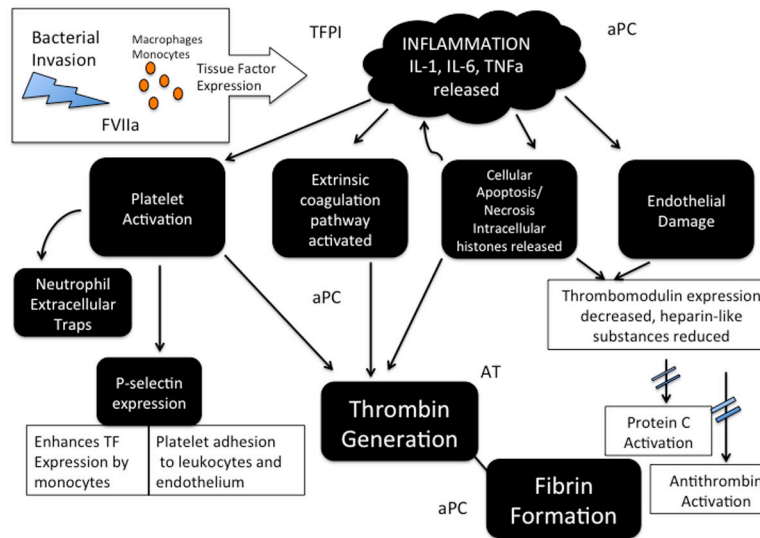 Bacterial
Invasion
Macrophages
Monocytes
FVIIa
Tissue Factor
Expression
TFPI
INFLAMMATION
IL-1, IL-6, TNFa
released
aPC
Platelet
Activation
Extrinsic
coagulation
pathway
activated
Cellular
Apoptosis/
Necrosis
Intracellular
histones released
Endothelial
Damage
Neutrophil
Extracellular
Traps
aPC
Thrombomodulin expression
decreased, heparin-like
substances reduced
P-selectin
expression
Enhances TF
Expression by
monocytes
Platelet adhesion
to leukocytes and
endothelium
AT
Thrombin
Generation
Protein C
Activation
Antithrombin
Activation
aPC
Fibrin
Formation